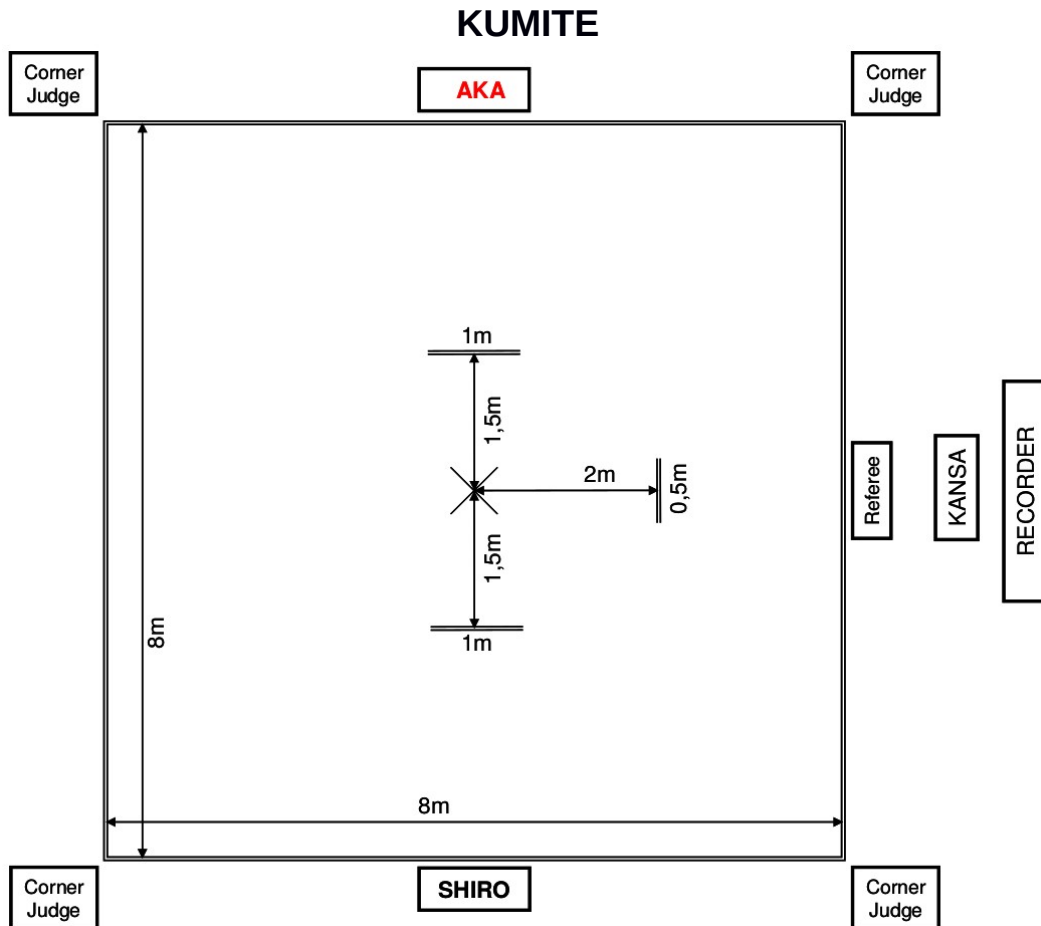 KUMITE
Corner
Judge
AKA
Corner
Judge
1m
1,5m
2m
0,5m
1,5m
1m
8m
8m
Referee
KANSA
RECORDER
Corner
Judge
SHIRO
Corner
Judge